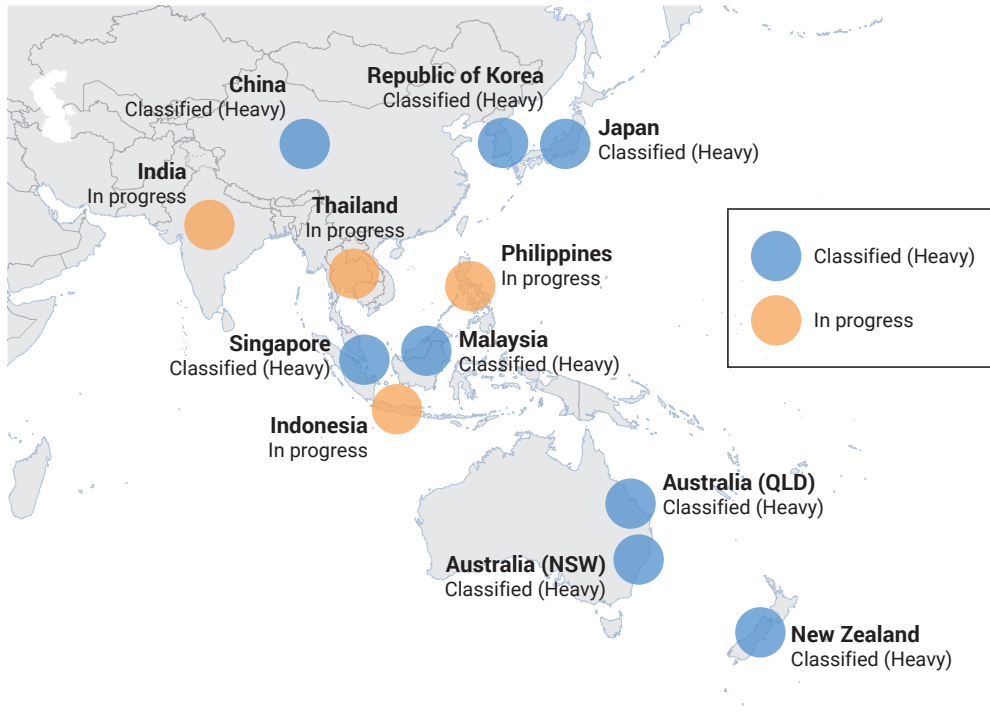 China
Classified (Heavy)
Republic of Korea
Classified (Heavy)
Japan
Classified (Heavy)
India
In progress
Thailand
In progress
Philippines
In progress
Classified (Heavy)
In progress
Singapore
Classified (Heavy)
Malaysia
Classified (Heavy)
Indonesia
In progress
Australia (QLD)
Classified (Heavy)
Australia (NSW)
Classified (Heavy)
New Zealand
Classified (Heavy)